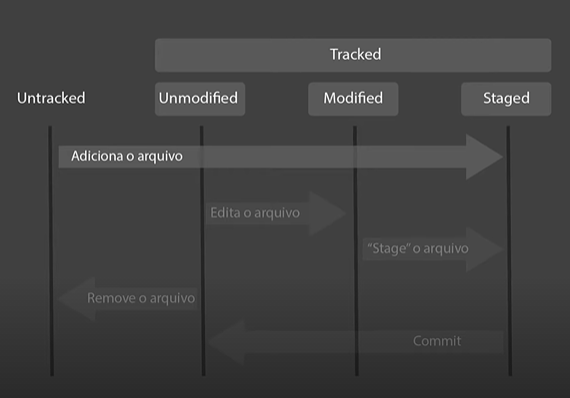 Tracked
Untracked
Unmodified
Modified
Staged
Adiciona o arquivo
Edita o arquivo
“Stage” o arquivo
Remove o arquivo
Commit